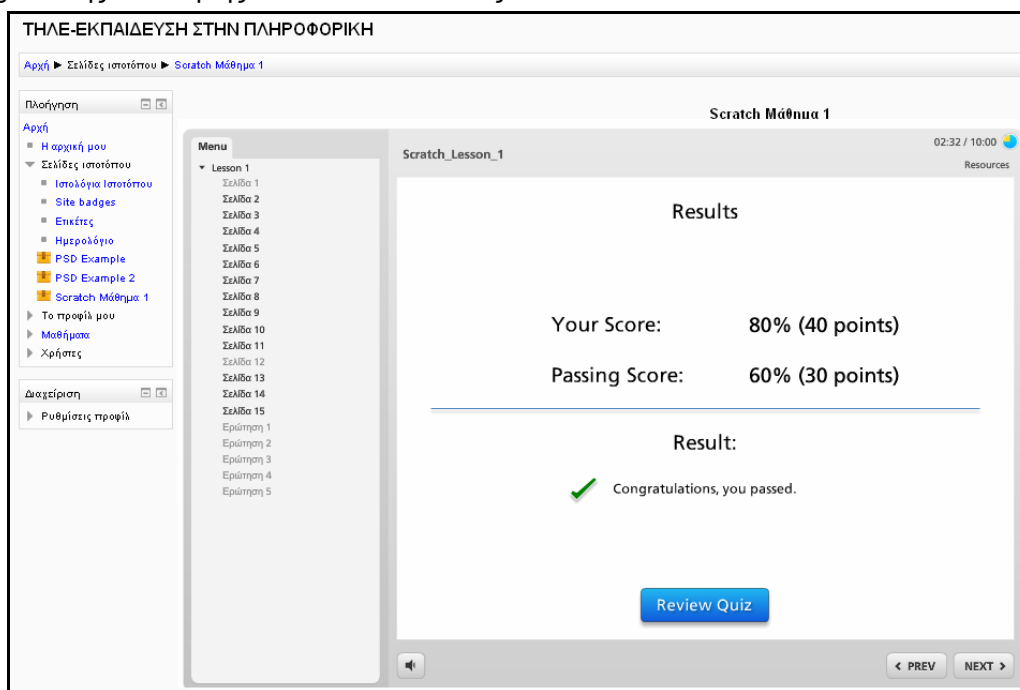 ΤΗΛΕ-ΕΚΠΑΙΔΕΥΣΗ ΣΤΗΝ ΠΛΗΡΟΦΟΡΙΚΗ
Αρχή ► Σελίδες ιστοτόπου ► Scratch Μάθημα 1
Πλοήγηση
Αρχή
Η αρχική μου
Σελίδες ιστοτόπου
Ιστολόγια Ιστοτόπου
Site badges
Ετικέτες
Ημερολόγιο
PSD Example
PSD Example 2
Scratch Μάθημα 1
Το προφίλ μου
Μαθήματα
Χρήστες
Διαχείριση
Ρυθμίσεις προφίλ
Scratch Μάθημα 1
Menu
Lesson 1
Σελίδα 1
Σελίδα 2
Σελίδα 3
Σελίδα 4
Σελίδα 5
Σελίδα 6
Σελίδα 7
Σελίδα 8
Σελίδα 9
Σελίδα 10
Σελίδα 11
Σελίδα 12
Σελίδα 13
Σελίδα 14
Σελίδα 15
Ερώτηση 1
Ερώτηση 2
Ερώτηση 3
Ερώτηση 4
Ερώτηση 5
Scratch_Lesson_1
02:32 / 10:00
Resources
Results
Your Score: 80% (40 points)
Passing Score: 60% (30 points)
Result:
Congratulations, you passed.
Review Quiz
< PREV NEXT >